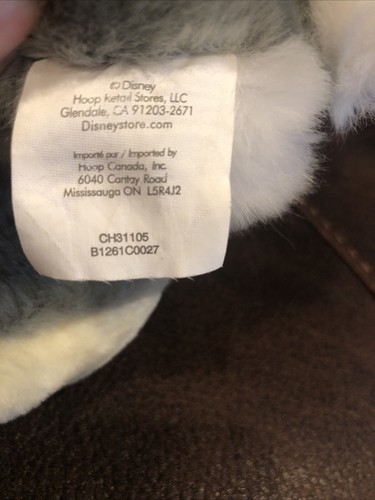 © Disney
Hoop Retail Stores, LLC
Glendale, CA 91203-2671
Disneystore.com
Importé par / Imported by
Hoop Canada, Inc.
6040 Cantay Road
Mississauga ON L5R4J2
CH31105
B1261C0027